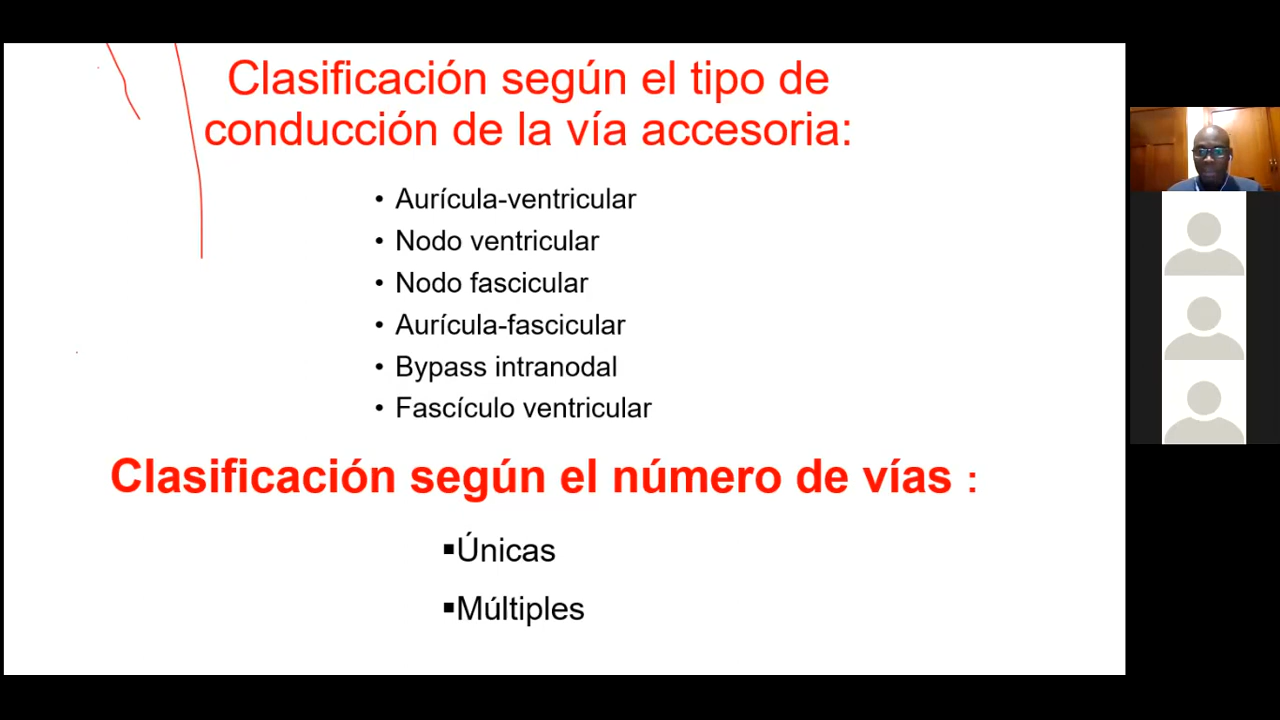 Clasificación según el tipo de
conducción de la vía accesoria:
• Aurícula-ventricular
• Nodo ventricular
• Nodo fascicular
• Aurícula-fascicular
• Bypass intranodal
• Fascículo ventricular
Clasificación según el número de vías :
▪Únicas
▪Múltiples